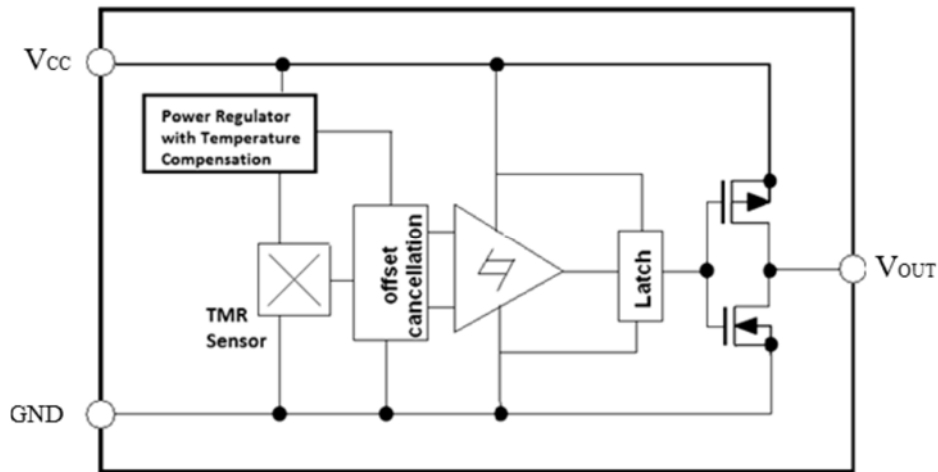 VCC
Power Regulator
with Temperature
Compensation
offset
cancellation
Latch
VOUT
TMR
Sensor
GND